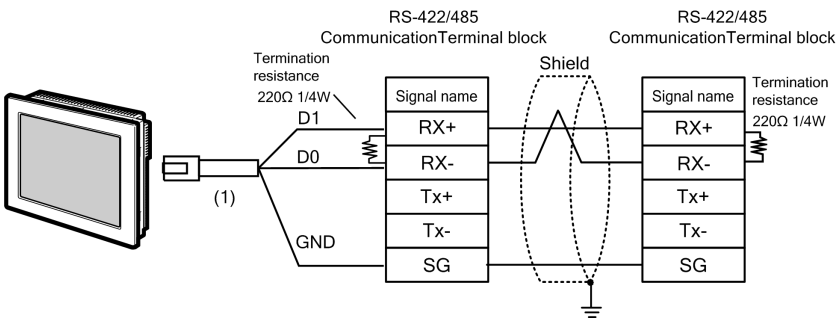 RS-422/485
CommunicationTerminal block
RS-422/485
CommunicationTerminal block
Termination
resistance
220Ω 1/4W
Shield
Termination
resistance
220Ω 1/4W
Signal name
RX+
RX-
Tx+
Tx-
SG
Signal name
RX+
RX-
Tx+
Tx-
SG
D1
D0
GND
(1)